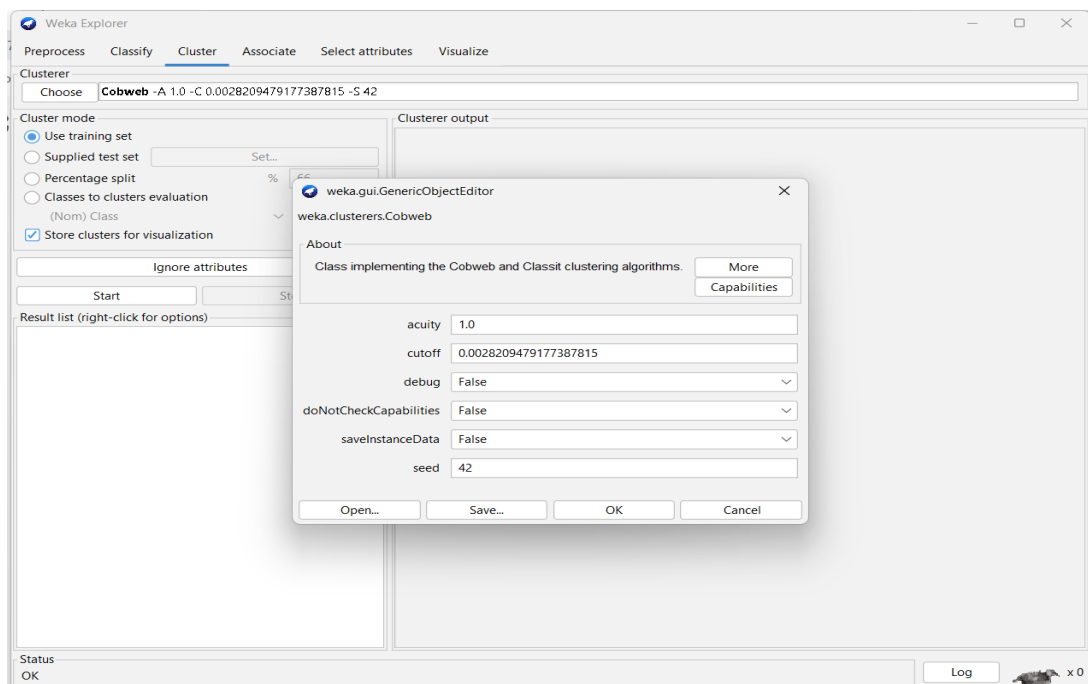 Weka Explorer
Preprocess Classify Cluster Associate Select attributes Visualize
Clusterer
Choose Cobweb -A 1.0 -C 0.0028209479177387815 -S 42
Cluster mode
Use training set
Supplied test set Set...
Percentage split %
Classes to clusters evaluation
(Nom) Class
Store clusters for visualization
Ignore attributes
Start
Result list (right-click for options)
Clusterer output
weka.gui.GenericObjectEditor
weka.clusterers.Cobweb
About
Class implementing the Cobweb and Classit clustering algorithms. More
Capabilities
acuity 1.0
cutoff 0.0028209479177387815
debug False
doNotCheckCapabilities False
saveInstanceData False
seed 42
Open... Save... OK Cancel
Status
OK
Log x 0